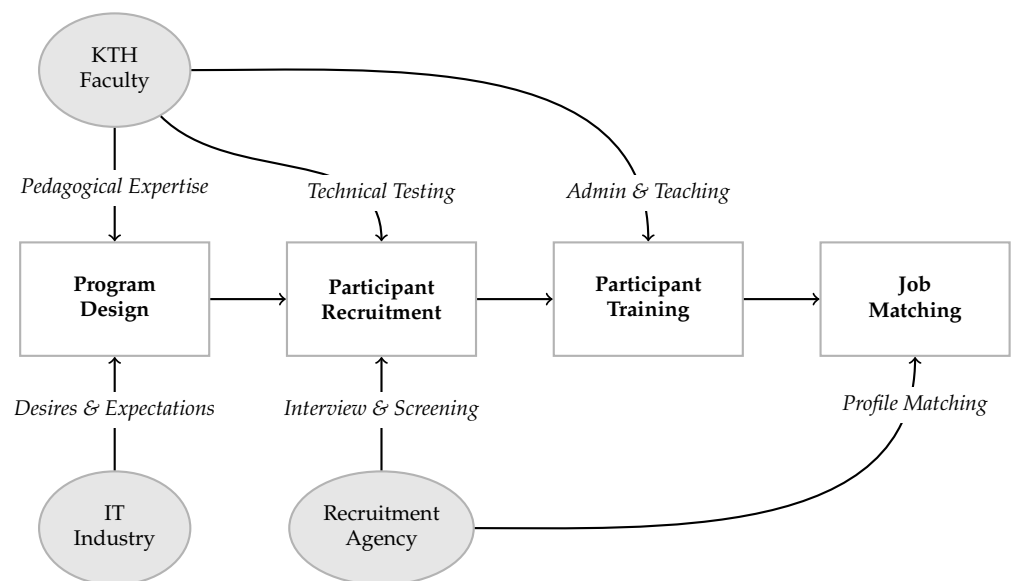 KTH
Faculty
Pedagogical Expertise
Technical Testing
Admin & Teaching
Program
Design
Participant
Recruitment
Participant
Training
Job
Matching
Desires & Expectations
Interview & Screening
Profile Matching
IT
Industry
Recruitment
Agency